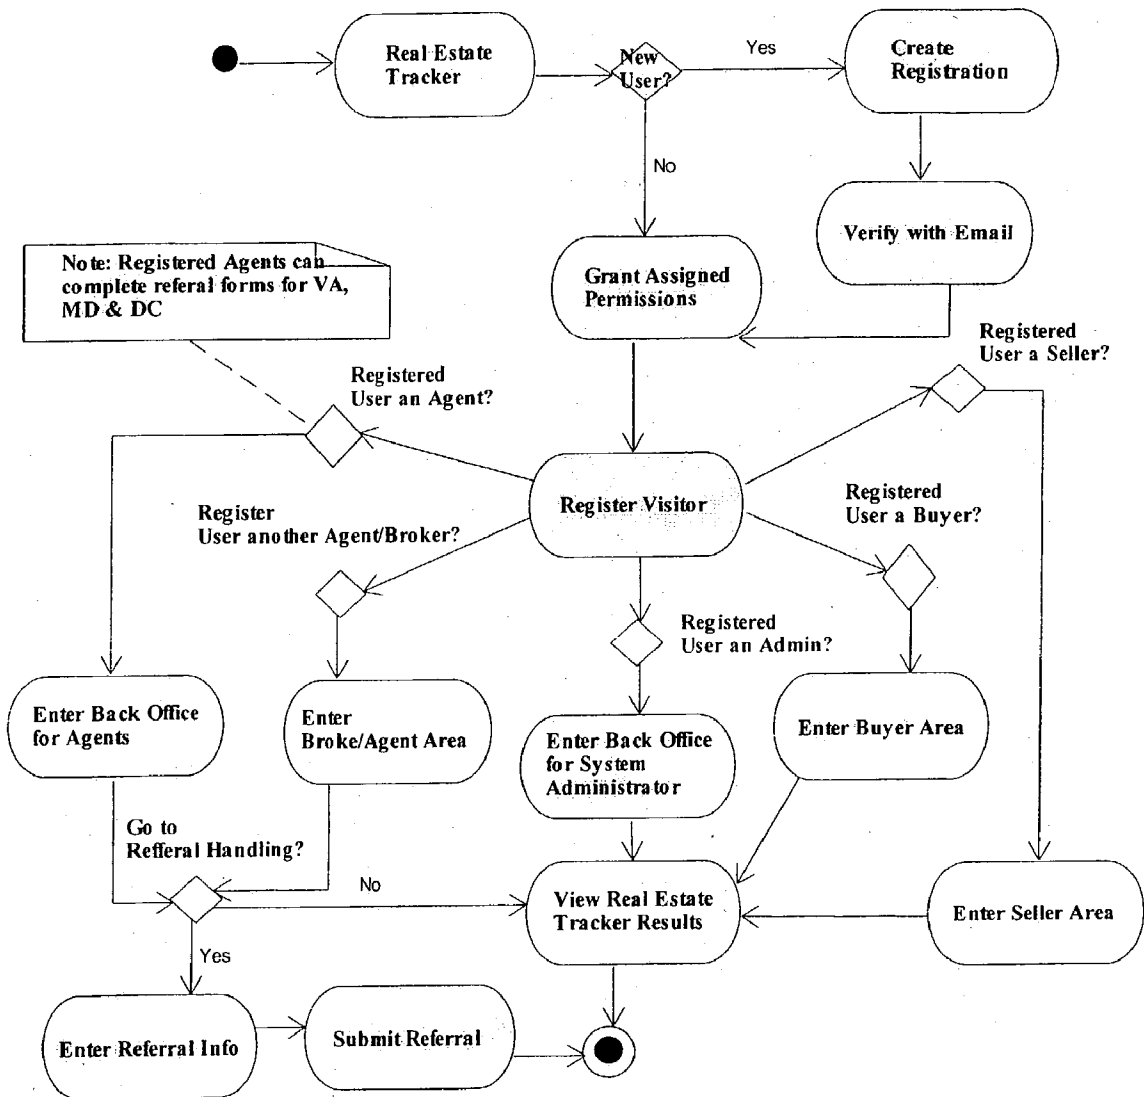 Real Estate
Tracker
New
User?
Yes
Create
Registration
No
Verify with Email
Note: Registered Agents can
complete referal forms for VA,
MD & DC
Grant Assigned
Permissions
Registered
User a Seller?
Registered
User an Agent?
Register Visitor
Registered
User a Buyer?
Register
User another Agent/Broker?
Registered
User an Admin?
Enter Back Office
for Agents
Enter
Broke/Agent Area
Enter Back Office
for System
Administrator
Enter Buyer Area
Go to
Refferal Handling?
No
View Real Estate
Tracker Results
Enter Seller Area
Yes
Enter Referral Info
Submit Referral